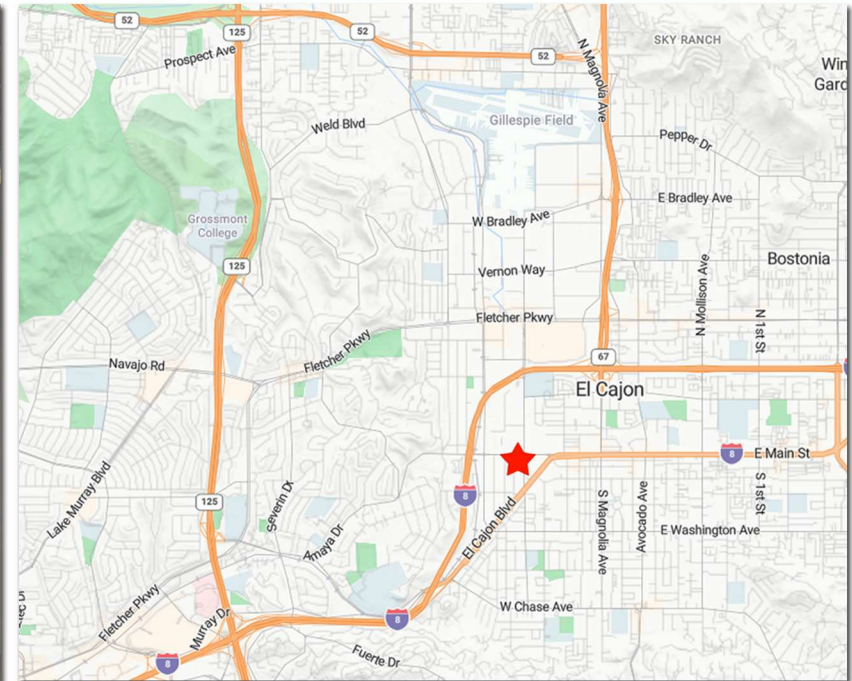 52
125
52
52
N Magnolia Ave
SKY RANCH
Prospect Ave
Gillespie Field
Weld Blvd
Pepper Dr
E Bradley Ave
W Bradley Ave
Grossmont
College
125
Vernon Way
Bostonia
N Mollison Ave
N 1st St
Fletcher Pkwy
Fletcher Pkwy
67
Navajo Rd
El Cajon
8
E Main St
8
Lake Murray Blvd
125
Severin Dr
Amaya Dr
El Cajon Blvd
S Magnolia Ave
Avocado Ave
S 1st St
E Washington Ave
Fletcher Pkwy
Murray Dr
8
W Chase Ave
8
Fuerte Dr